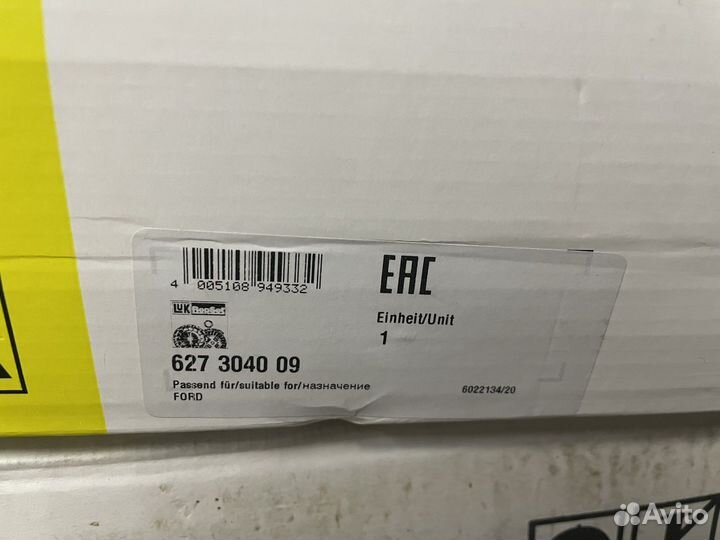 4 005108 949332
EAC
LuK RepSet
Einheit/Unit
1
627 3040 09
Passend für/suitable for/назначение
FORD
6022134/20
Avito